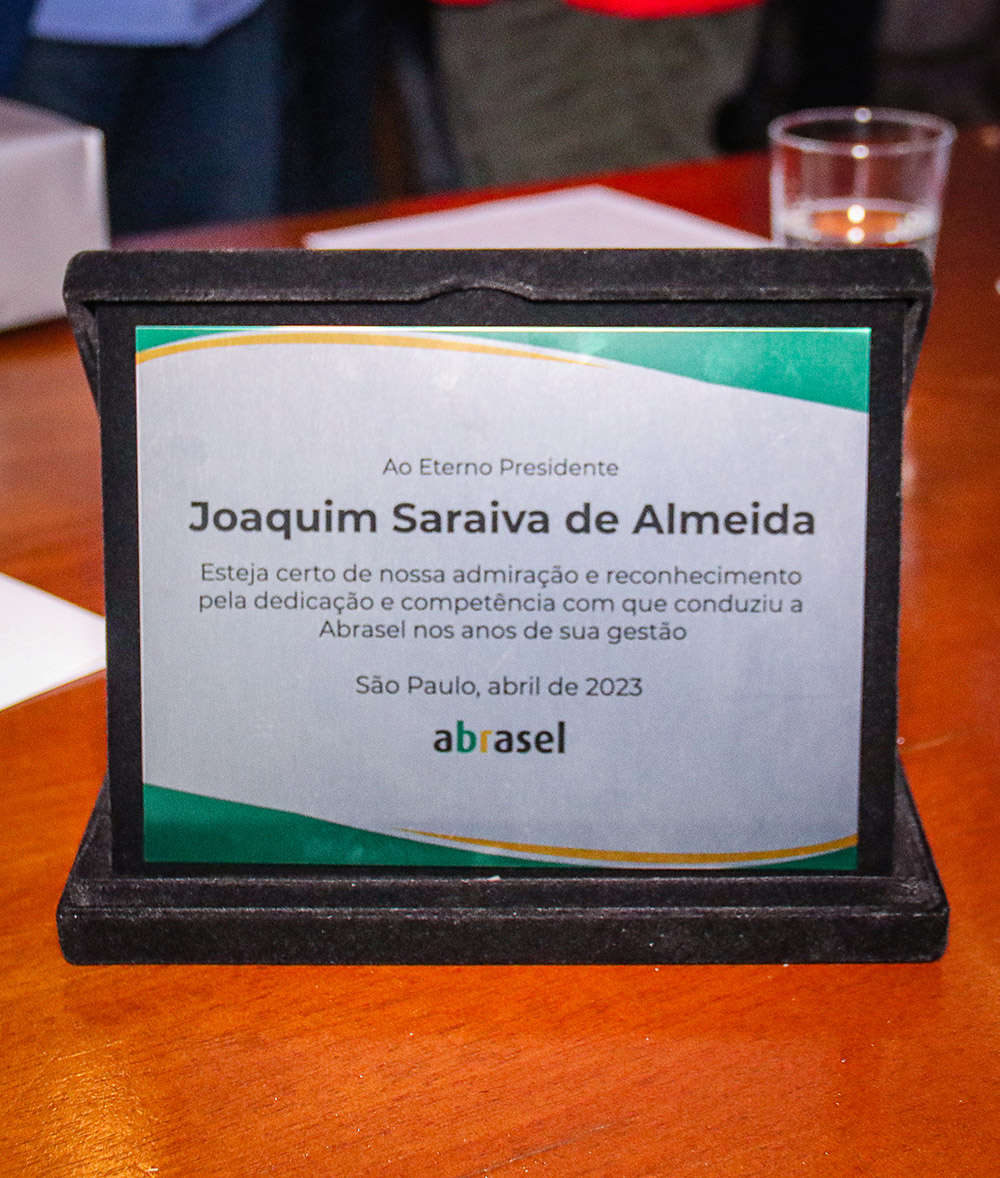 Ao Eterno Presidente
Joaquim Saraiva de Almeida
Esteja certo de nossa admiração e reconhecimento
pela dedicação e competência com que conduziu a
Abrasel nos anos de sua gestão
São Paulo, abril de 2023
abrasel